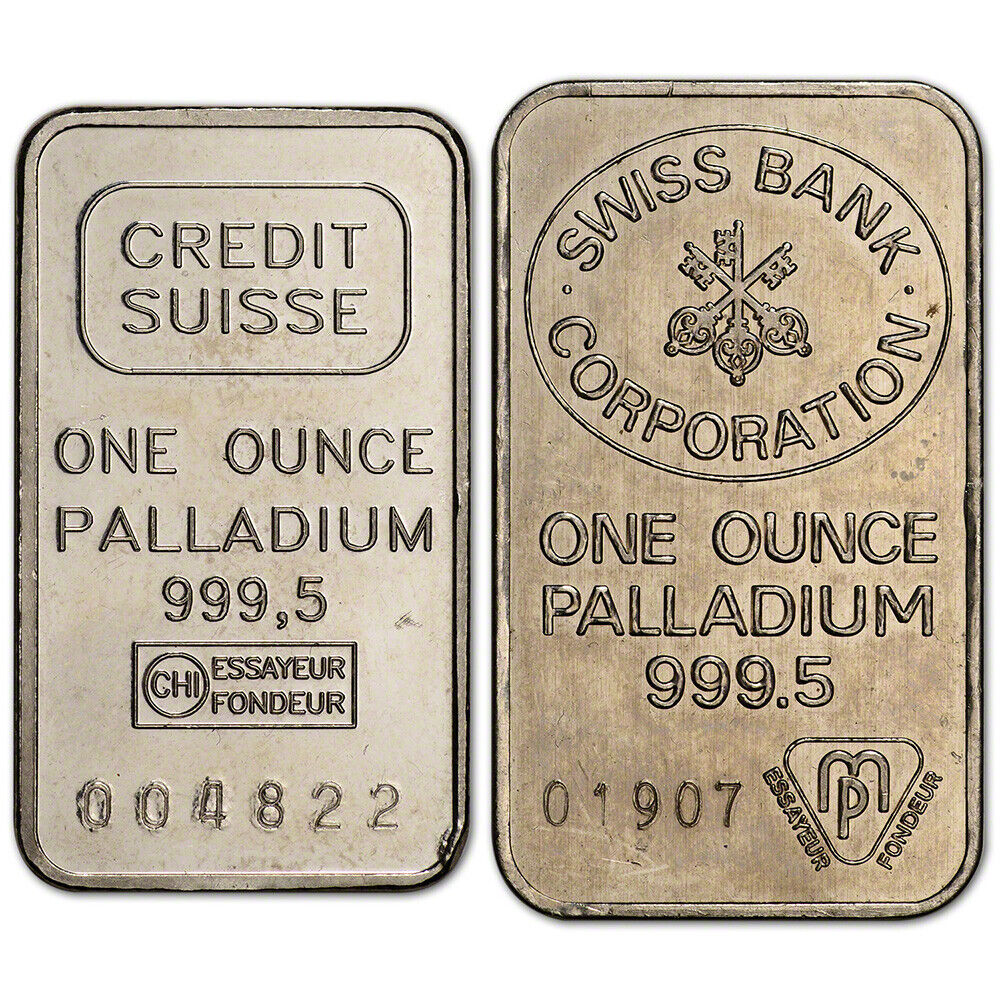 CREDIT
SUISSE
ONE OUNCE
PALLADIUM
999,5
CHI ESSAYEUR
FONDEUR
004822
· SWISS BANK ·
CORPORATION
ONE OUNCE
PALLADIUM
999.5
01907
MP
ESSAYEUR
FONDEUR